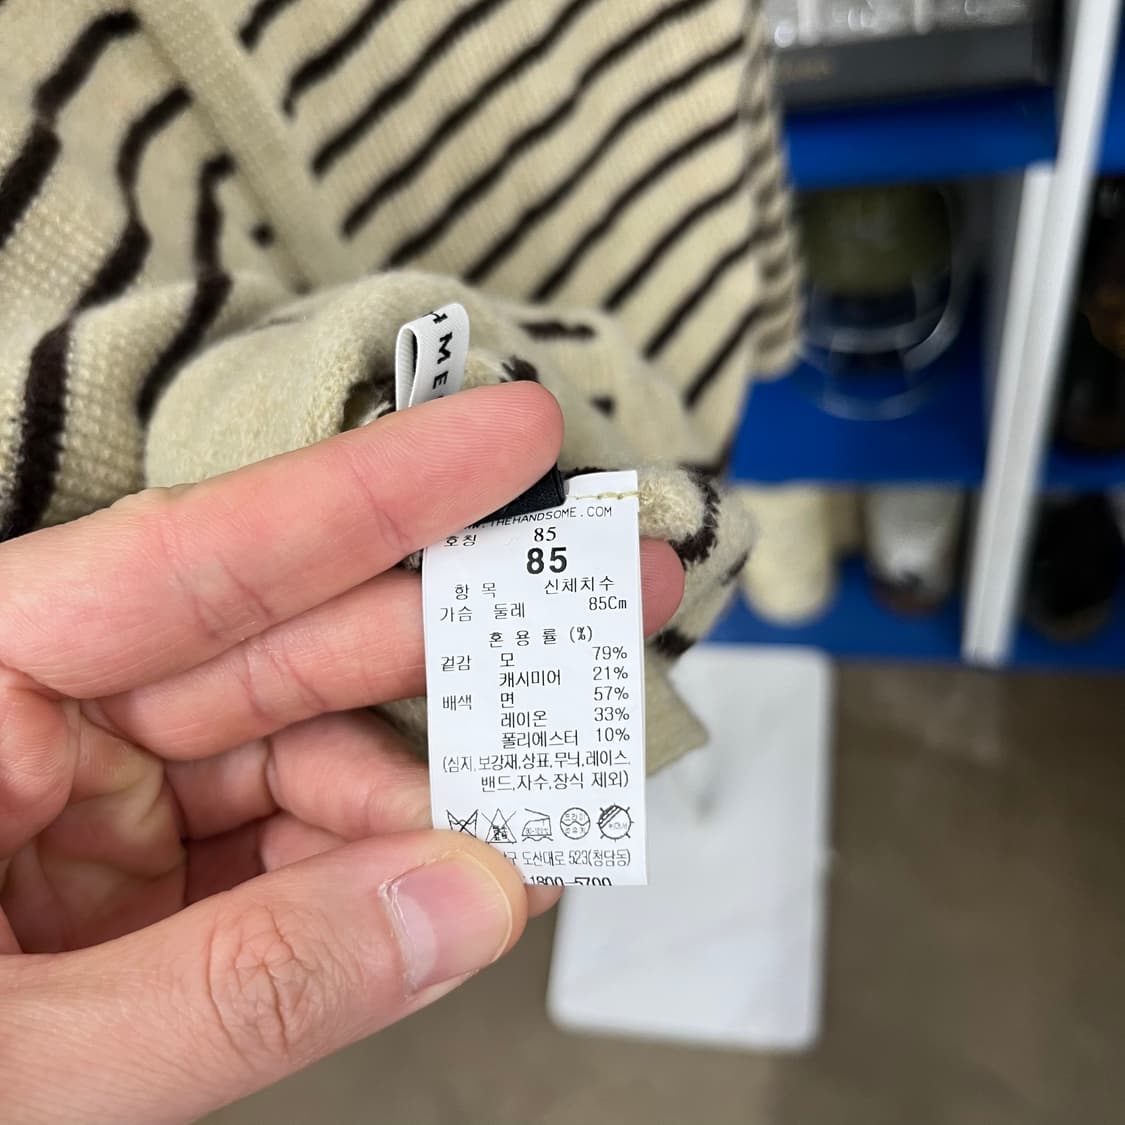 HME
THEHANDSOME.COM
호칭 85
85
항 목 신체치수
가슴 둘레 85Cm
혼 용 률 (%)
겉감 모 79%
캐시미어 21%
배색 면 57%
레이온 33%
폴리에스터 10%
(심지,보강재,상표,무늬,레이스,
밴드,자수,장식 제외)
도산대로 523(청담동)
1800-5700